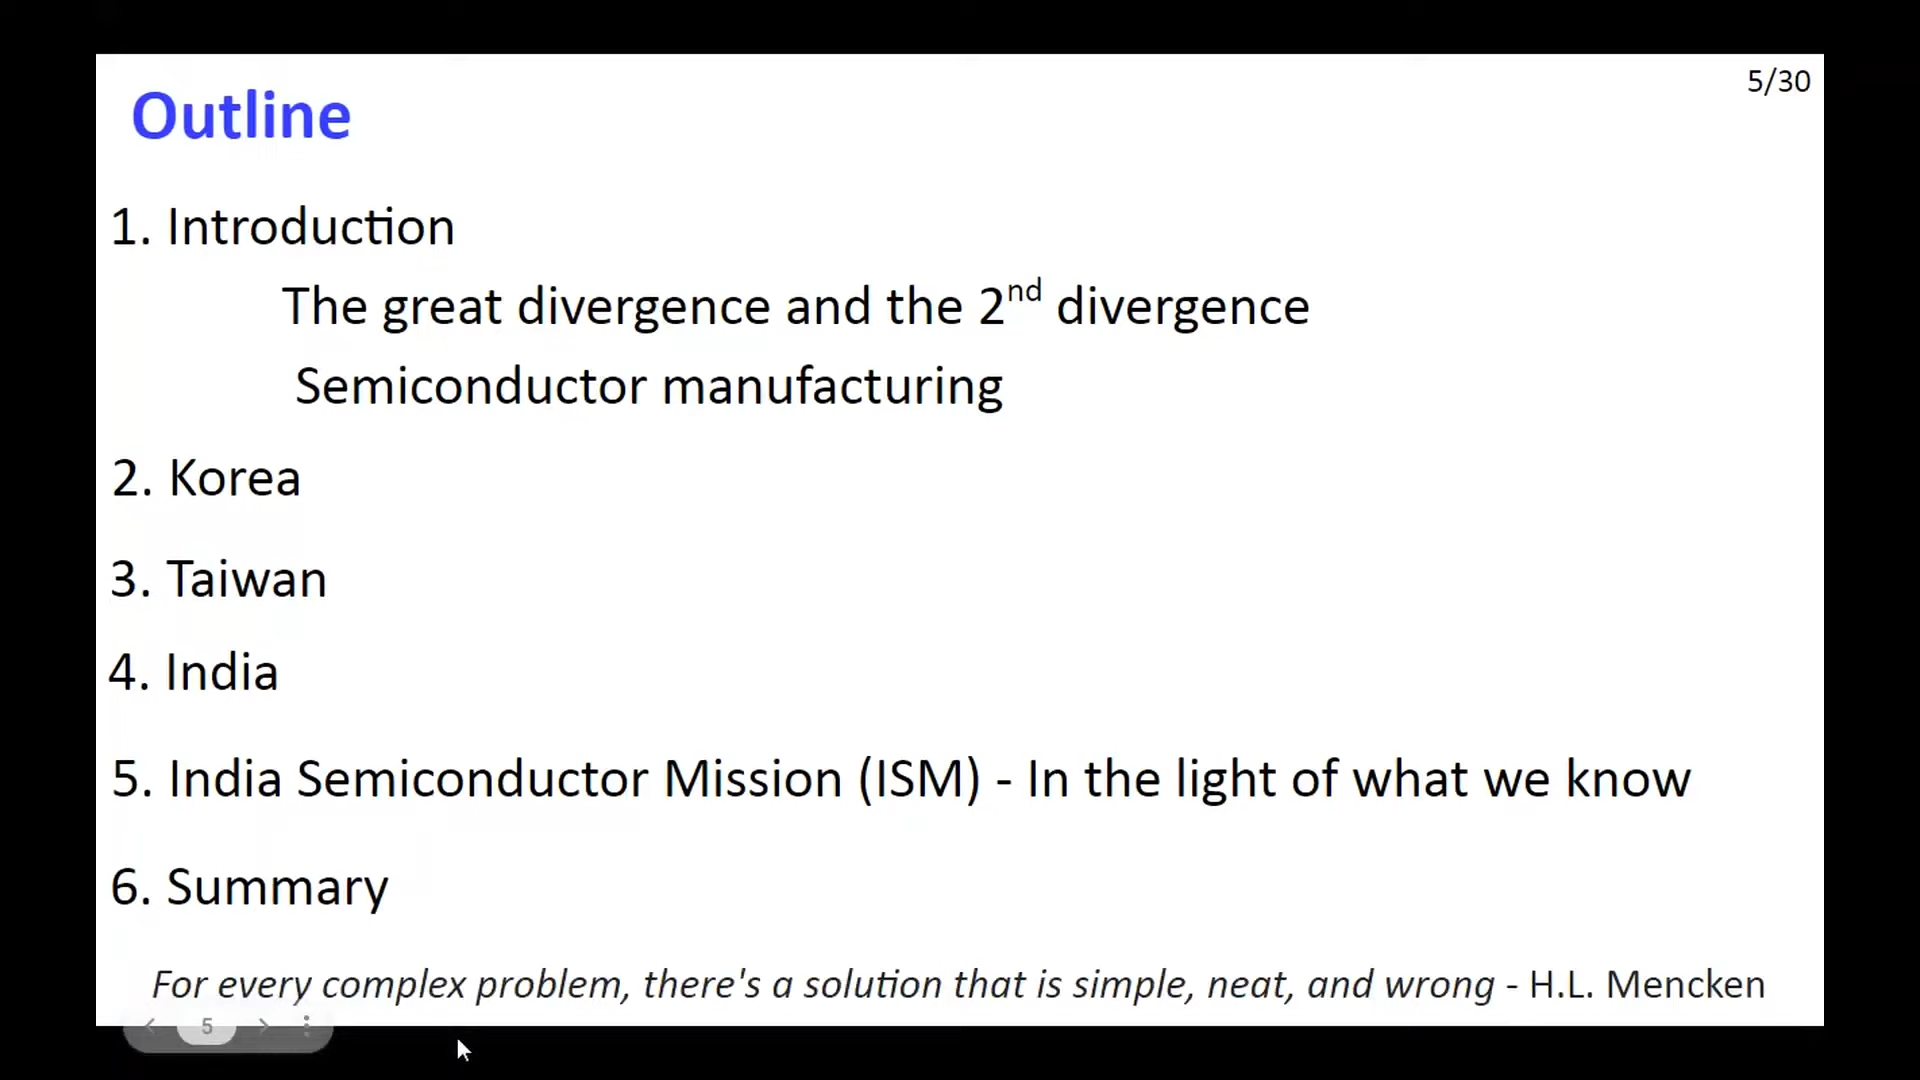 5/30
Outline
1. Introduction
The great divergence and the 2nd divergence
Semiconductor manufacturing
2. Korea
3. Taiwan
4. India
5. India Semiconductor Mission (ISM) - In the light of what we know
6. Summary
For every complex problem, there's a solution that is simple, neat, and wrong - H.L. Mencken
5